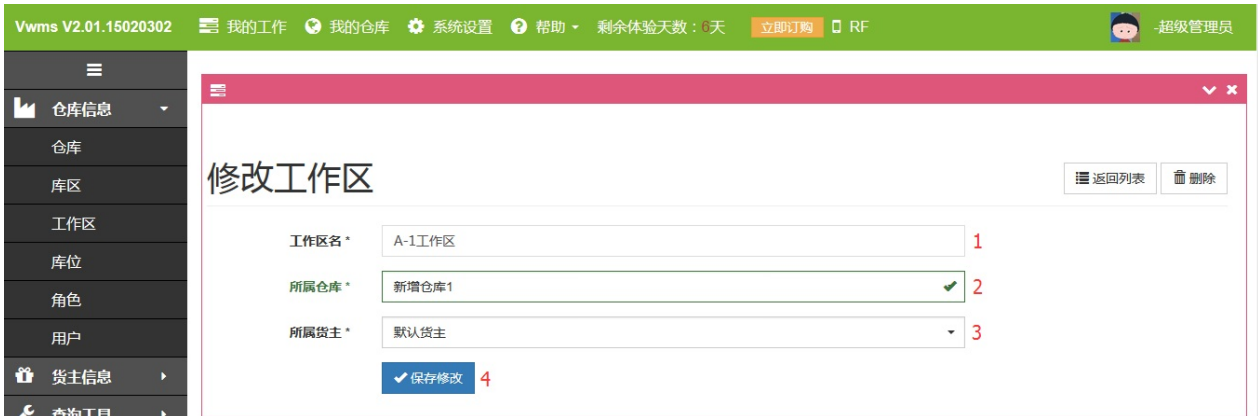 Vwms V2.01.15020302 我的工作 我的仓库 系统设置 帮助 剩余体验天数：6天 立即订购 RF -超级管理员
仓库信息
仓库
库区
工作区
库位
角色
用户
货主信息
查询工具
修改工作区
返回列表 删除
工作区名* A-1工作区 1
所属仓库* 新增仓库1 2
所属货主* 默认货主 3
保存修改 4